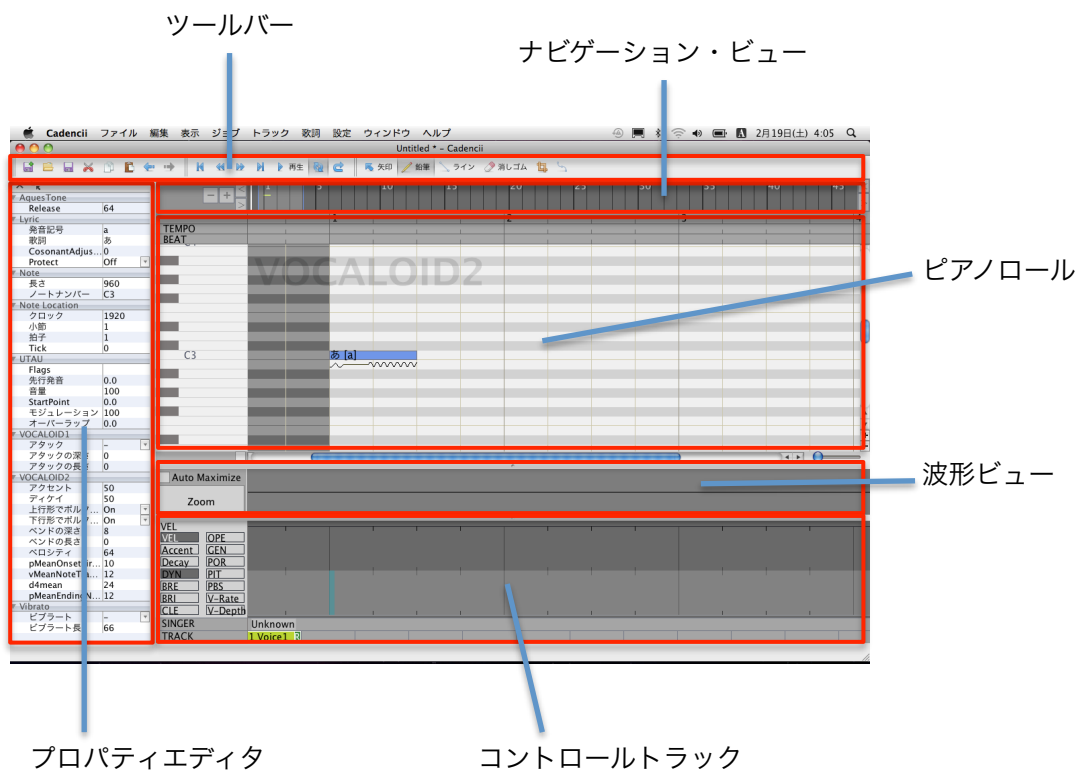 ツールバー
ナビゲーション・ビュー
Cadencii ファイル 編集 表示 ジョブ トラック 歌詞 設定 ウィンドウ ヘルプ 2月19日(土) 4:05
Untitled * – Cadencii
再生 矢印 鉛筆 ライン 消しゴム
AquesTone
Release 64
Lyric
発音記号 a
歌詞 あ
CosonantAdjus... 0
Protect Off
Note
長さ 960
ノートナンバー C3
Note Location
クロック 1920
小節 1
拍子 1
Tick 0
UTAU
Flags
先行発音 0.0
音量 100
StartPoint 0.0
モジュレーション 100
オーバーラップ 0.0
VOCALOID1
アタック –
アタックの深さ 0
アタックの長さ 0
VOCALOID2
アクセント 50
ディケイ 50
上行形でポルタ... On
下行形でポルタ... On
ベンドの深さ 8
ベンドの長さ 0
ベロシティ 64
pMeanOnsetFir... 10
vMeanNoteTra... 12
d4mean 24
pMeanEndingN... 12
Vibrato
ビブラート –
ビブラート長 66
– + < >
1 5 10 15 20 25 30 35 40 45
1 2 3 4
TEMPO
BEAT
VOCALOID2
C3 あ [a]
ピアノロール
Auto Maximize
Zoom
波形ビュー
VEL
VEL OPE
Accent GEN
Decay POR
DYN PIT
BRE PBS
BRI V-Rate
CLE V-Depth
SINGER Unknown
TRACK 1 Voice1 R
プロパティエディタ
コントロールトラック